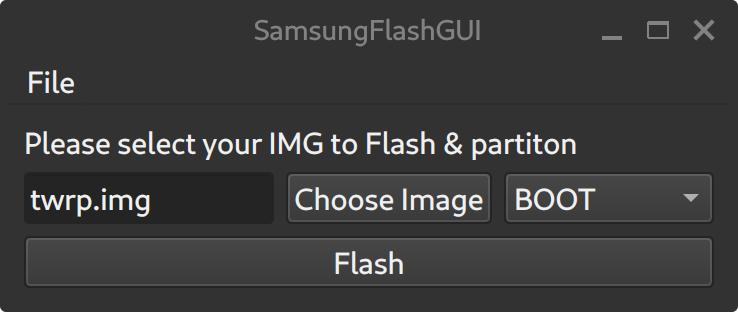 SamsungFlashGUI
File
Please select your IMG to Flash & partiton
twrp.img Choose Image BOOT
Flash